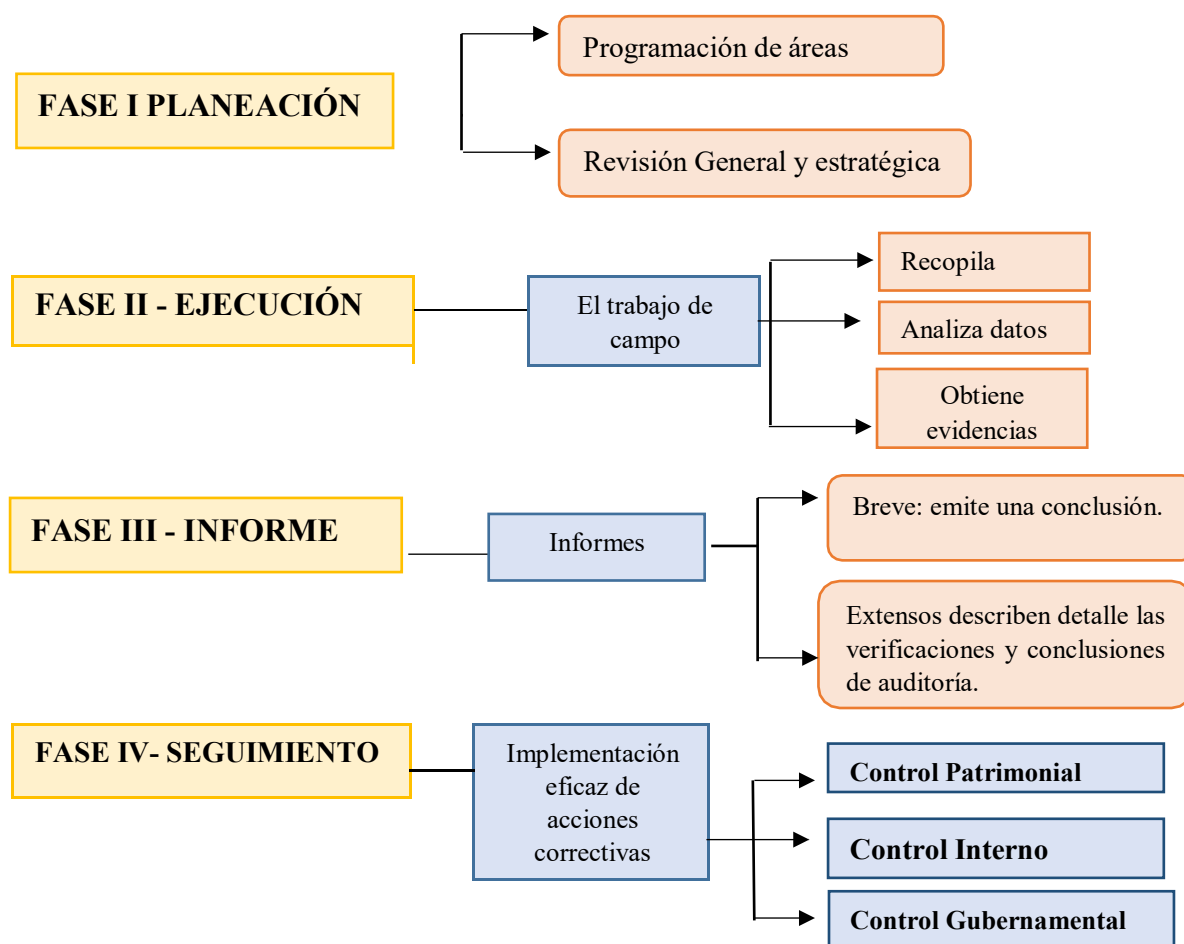 FASE I PLANEACIÓN
Programación de áreas
Revisión General y estratégica
FASE II - EJECUCIÓN
El trabajo de
campo
Recopila
Analiza datos
Obtiene
evidencias
FASE III - INFORME
Informes
Breve: emite una conclusión.
Extensos describen detalle las
verificaciones y conclusiones
de auditoría.
FASE IV- SEGUIMIENTO
Implementación
eficaz de
acciones
correctivas
Control Patrimonial
Control Interno
Control Gubernamental